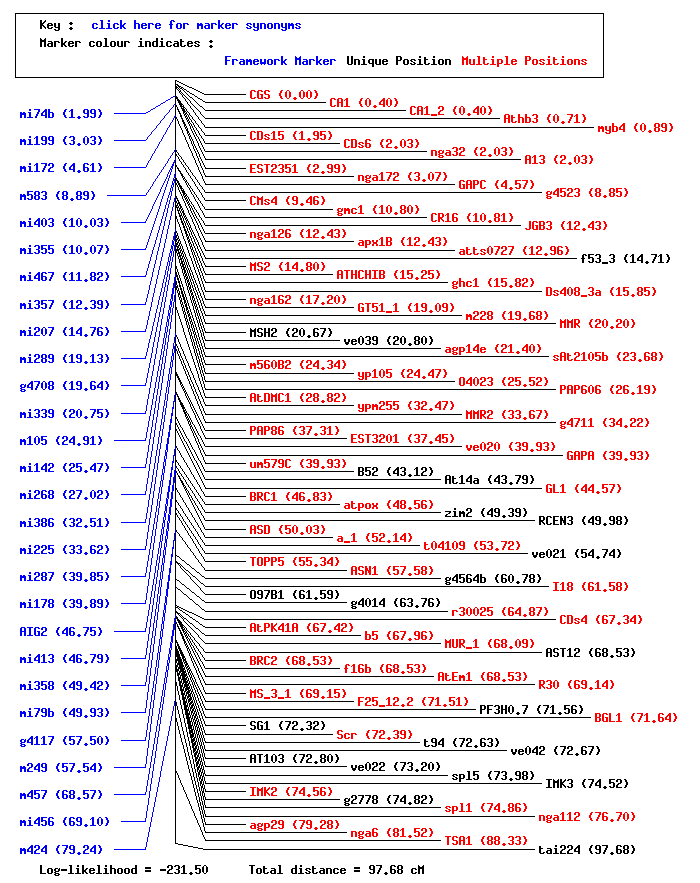 Key : click here for marker synonyms
Marker colour indicates :
Framework Marker Unique Position Multiple Positions
CGS (0.00)
CA1 (0.40)
CA1_2 (0.40)
mi74b (1.99)
Athb3 (0.71)
myb4 (0.89)
CDs15 (1.95)
mi199 (3.03)
CDs6 (2.03)
nga32 (2.03)
A13 (2.03)
mi172 (4.61)
EST2351 (2.99)
nga172 (3.07)
GAPC (4.57)
g4523 (8.85)
m583 (8.89)
CMs4 (9.46)
gmc1 (10.80)
CR16 (10.81)
mi403 (10.03)
JGB3 (12.43)
nga126 (12.43)
apx1B (12.43)
mi355 (10.07)
atts0727 (12.96)
f53_3 (14.71)
MS2 (14.80)
mi467 (11.82)
ATHCHIB (15.25)
ghc1 (15.82)
Ds408_3a (15.85)
mi357 (12.39)
nga162 (17.20)
GT51_1 (19.09)
m228 (19.68)
MMR (20.20)
mi207 (14.76)
MSH2 (20.67)
ve039 (20.80)
agp14e (21.40)
mi289 (19.13)
sAt2105b (23.68)
m560B2 (24.34)
yp105 (24.47)
g4708 (19.64)
O4023 (25.52)
PAP606 (26.19)
AtDMC1 (28.82)
mi339 (20.75)
ypm255 (32.47)
MMR2 (33.67)
g4711 (34.22)
PAP86 (37.31)
m105 (24.91)
EST3201 (37.45)
ve020 (39.93)
GAPA (39.93)
um579C (39.93)
mi142 (25.47)
B52 (43.12)
At14a (43.79)
GL1 (44.57)
mi268 (27.02)
BRC1 (46.83)
atpox (48.56)
zim2 (49.39)
RCEN3 (49.98)
mi386 (32.51)
ASD (50.03)
a_1 (52.14)
t04109 (53.72)
mi225 (33.62)
ve021 (54.74)
TOPP5 (55.34)
ASN1 (57.58)
mi287 (39.85)
g4564b (60.78)
I18 (61.58)
O97B1 (61.59)
mi178 (39.89)
g4014 (63.76)
r30025 (64.87)
CDs4 (67.34)
AtPK41A (67.42)
AIG2 (46.75)
b5 (67.96)
MUR_1 (68.09)
AST12 (68.53)
mi413 (46.79)
BRC2 (68.53)
f16b (68.53)
AtEm1 (68.53)
mi358 (49.42)
R30 (69.14)
MS_3_1 (69.15)
F25_12.2 (71.51)
mi79b (49.93)
PF3H0.7 (71.56)
BGL1 (71.64)
SG1 (72.32)
g4117 (57.50)
Scr (72.39)
t94 (72.63)
ve042 (72.67)
AT103 (72.80)
m249 (57.54)
ve022 (73.20)
spl5 (73.98)
IMK3 (74.52)
IMK2 (74.56)
m457 (68.57)
g2778 (74.82)
spl1 (74.86)
nga112 (76.70)
mi456 (69.10)
agp29 (79.28)
nga6 (81.52)
TSA1 (88.33)
m424 (79.24)
tai224 (97.68)
Log-likelihood = -231.50 Total distance = 97.68 cM